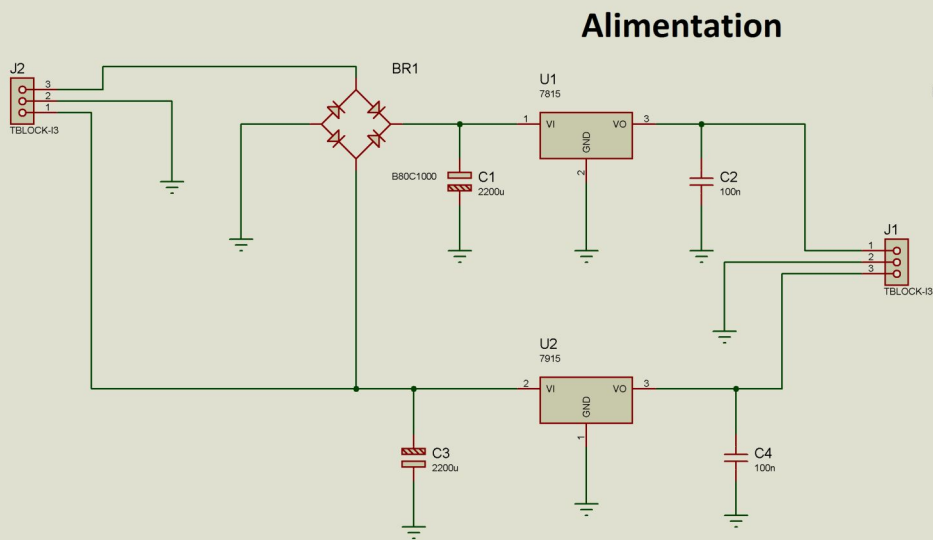 Alimentation
J2
3
2
1
TBLOCK-I3
BR1
B80C1000
C1
2200u
U1
7815
1
VI
VO
3
GND
2
C2
100n
J1
1
2
3
TBLOCK-I3
U2
7915
2
VI
VO
3
GND
1
C3
2200u
C4
100n